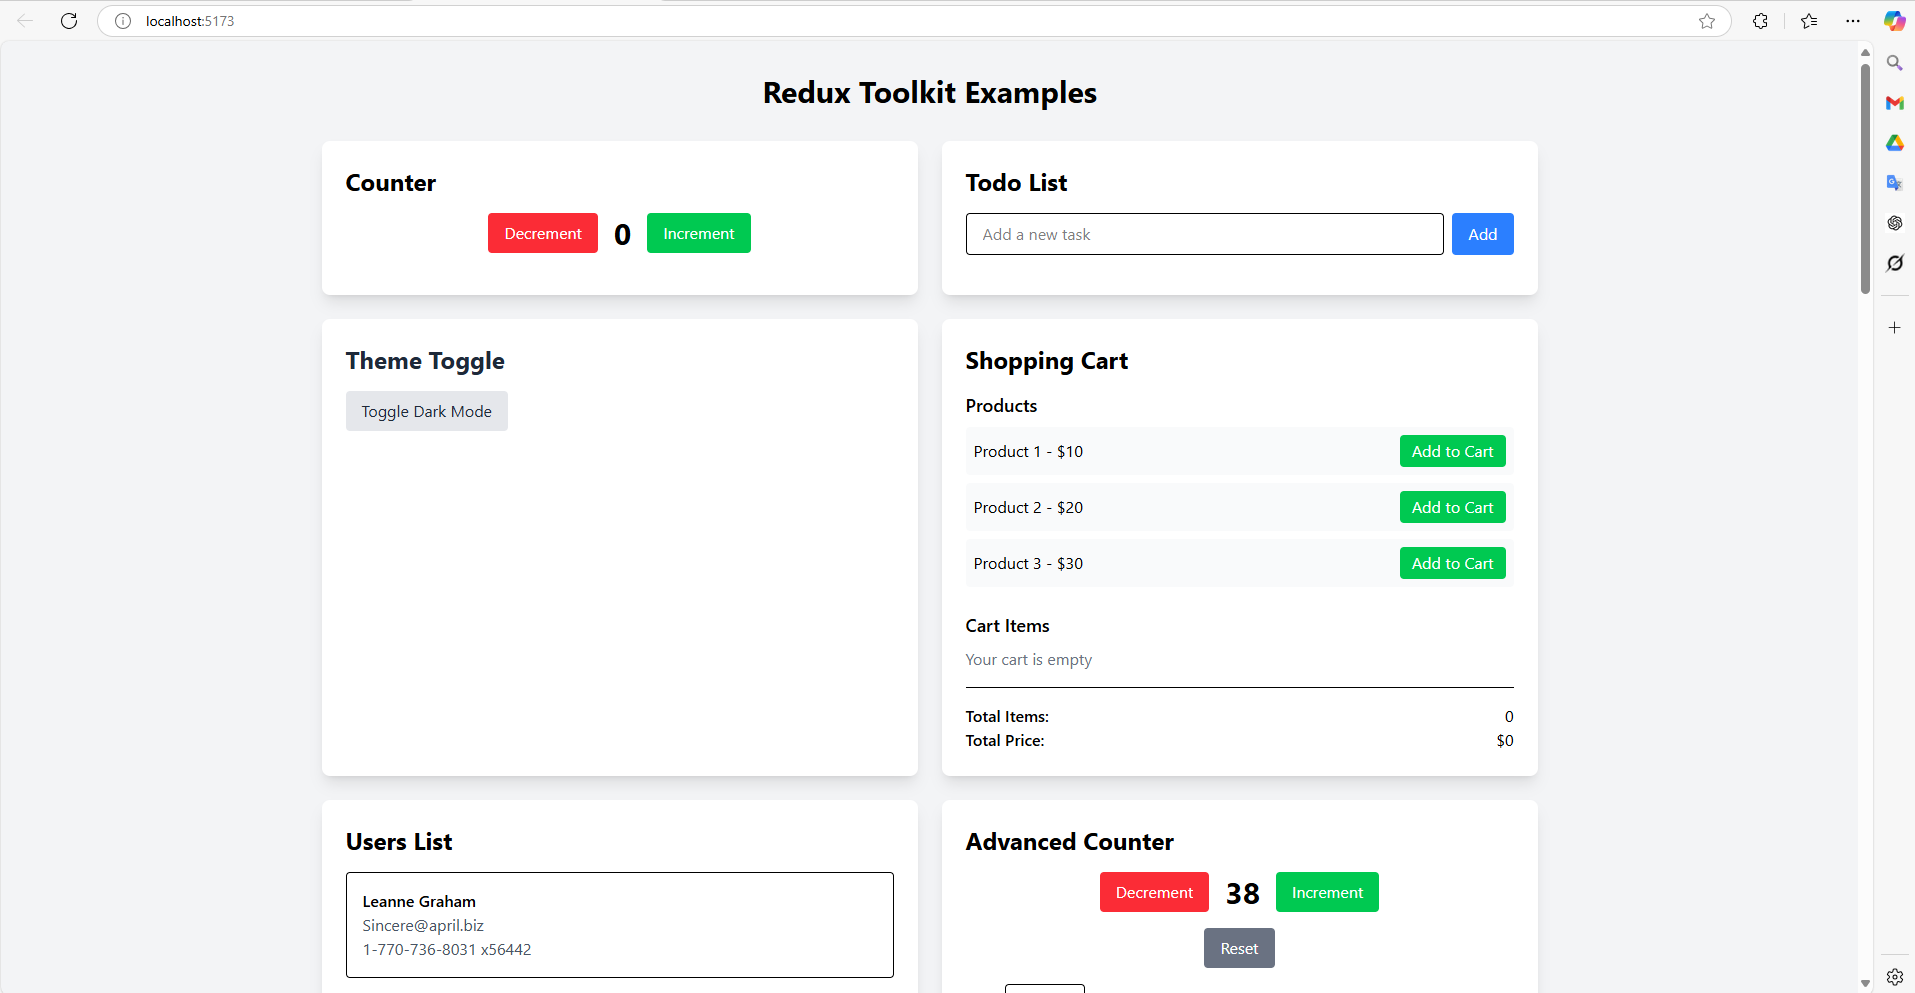 localhost:5173
Redux Toolkit Examples
Counter
Decrement 0 Increment
Todo List
Add a new task Add
Theme Toggle
Toggle Dark Mode
Shopping Cart
Products
Product 1 - $10 Add to Cart
Product 2 - $20 Add to Cart
Product 3 - $30 Add to Cart
Cart Items
Your cart is empty
Total Items: 0
Total Price: $0
Users List
Leanne Graham
Sincere@april.biz
1-770-736-8031 x56442
Advanced Counter
Decrement 38 Increment
Reset